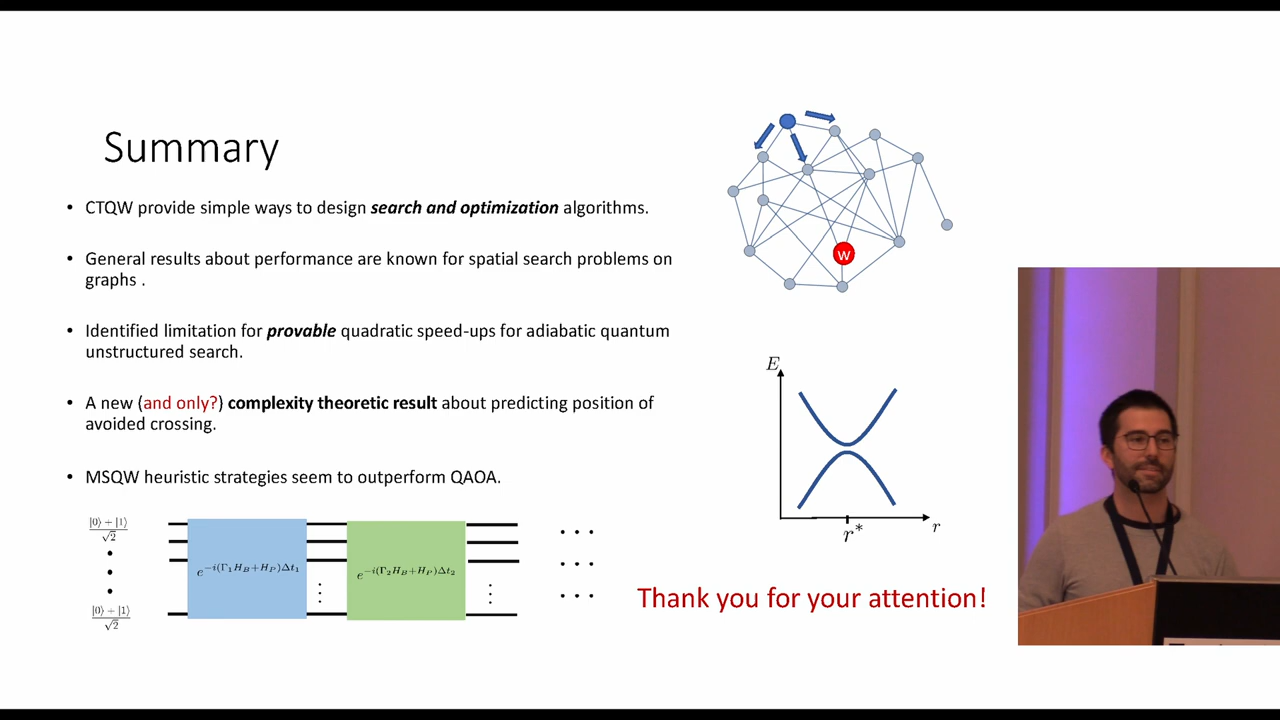 Summary
• CTQW provide simple ways to design search and optimization algorithms.
• General results about performance are known for spatial search problems on
graphs .
• Identified limitation for provable quadratic speed-ups for adiabatic quantum
unstructured search.
• A new (and only?) complexity theoretic result about predicting position of
avoided crossing.
• MSQW heuristic strategies seem to outperform QAOA.
w
E
r*
r
|0⟩ + |1⟩
√2
e^{-i(Γ₁H_B+H_P)Δt₁}
e^{-i(Γ₂H_B+H_P)Δt₂}
|0⟩ + |1⟩
√2
Thank you for your attention!